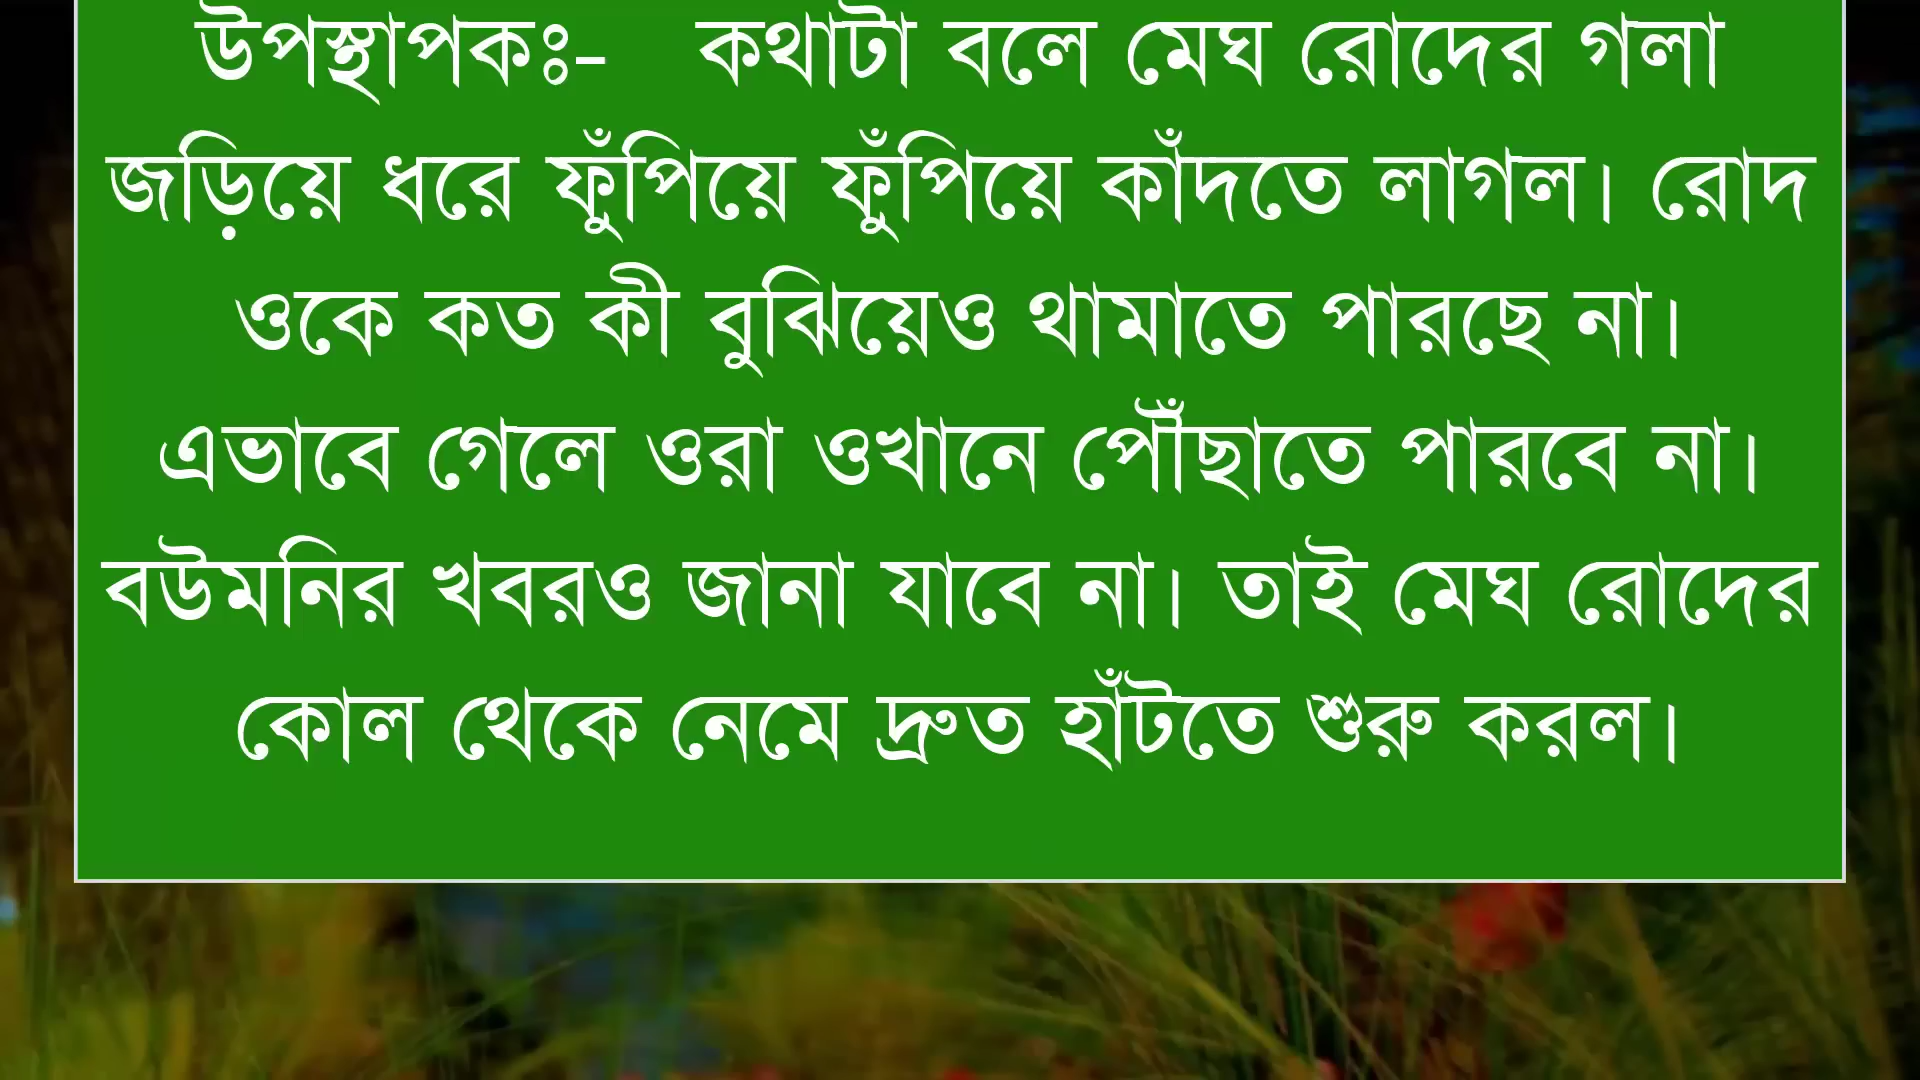 উপস্থাপকঃ- কথাটা বলে মেঘ রোদের গলা
জড়িয়ে ধরে ফুঁপিয়ে ফুঁপিয়ে কাঁদতে লাগল। রোদ
ওকে কত কী বুঝিয়েও থামাতে পারছে না।
এভাবে গেলে ওরা ওখানে পৌঁছাতে পারবে না।
বউমনির খবরও জানা যাবে না। তাই মেঘ রোদের
কোল থেকে নেমে দ্রুত হাঁটতে শুরু করল।